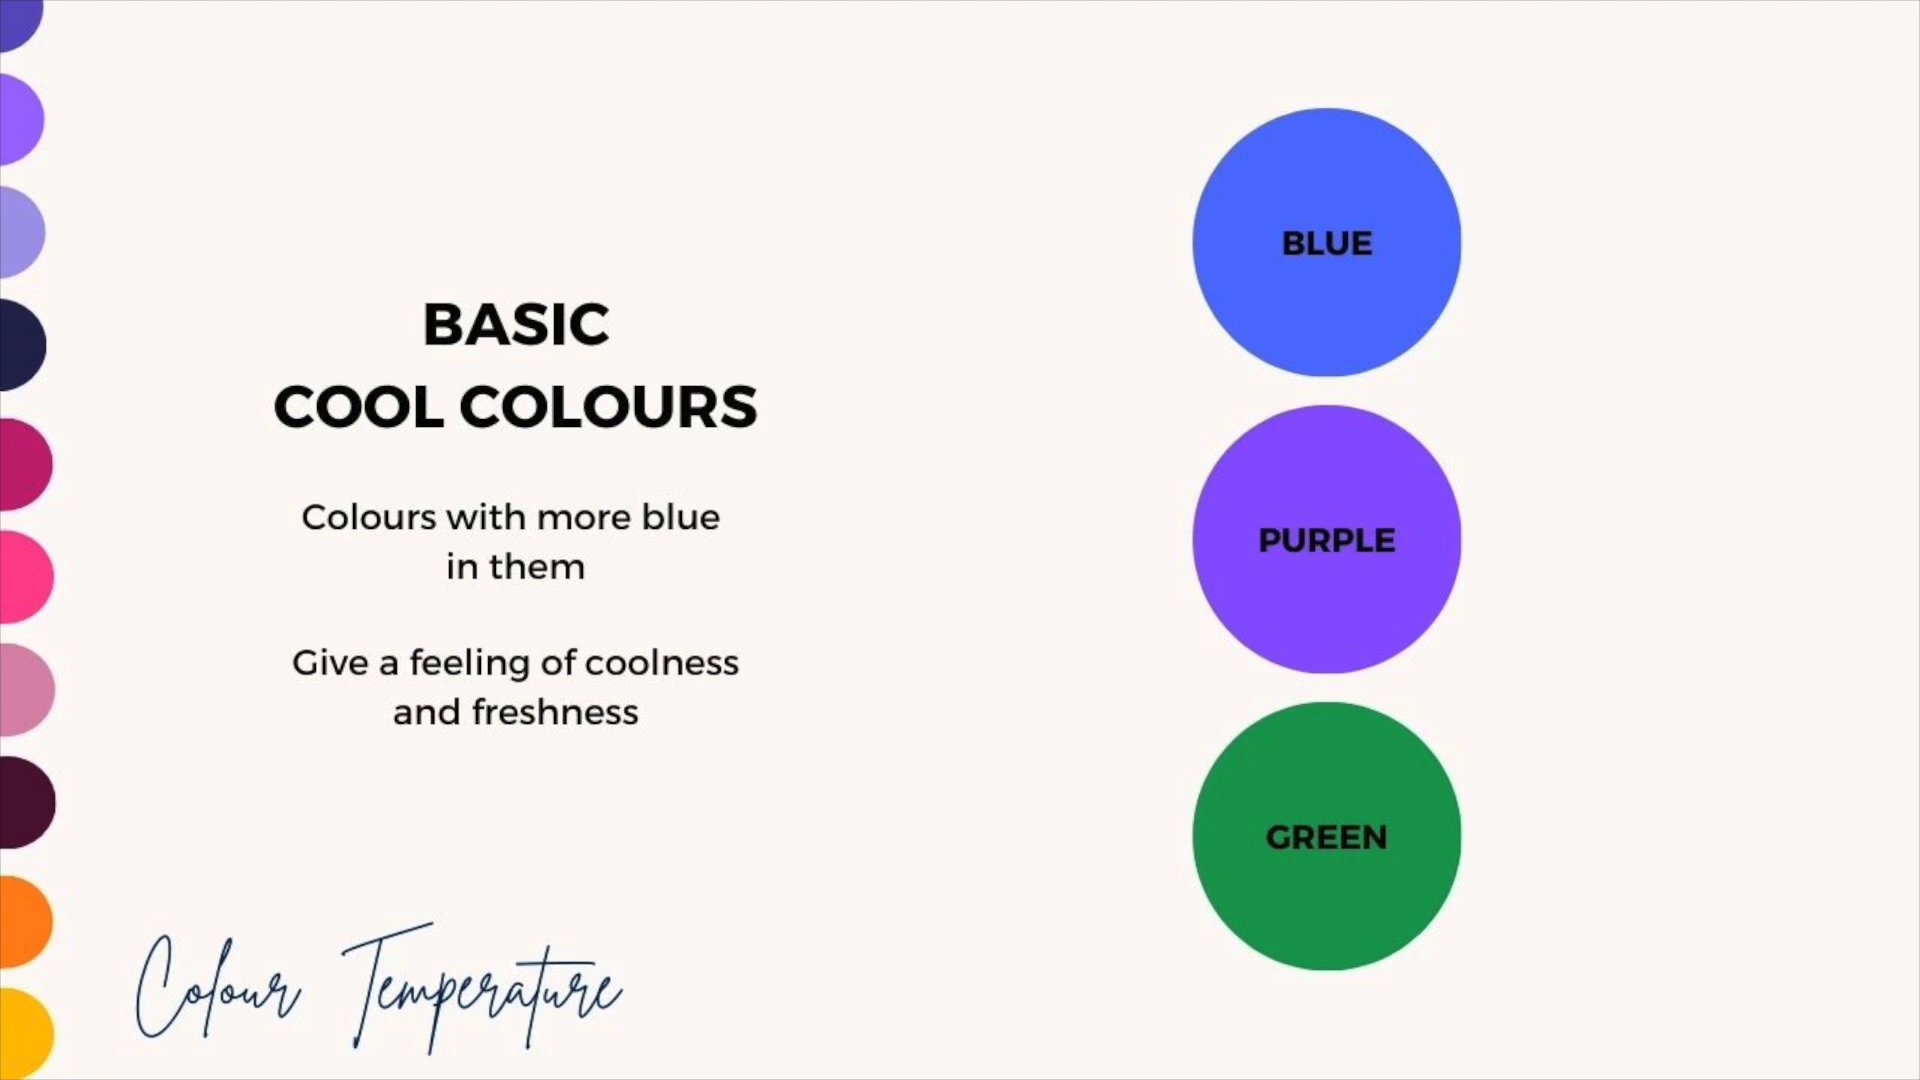 BASIC
COOL COLOURS
Colours with more blue
in them
Give a feeling of coolness
and freshness
Colour Temperature
BLUE
PURPLE
GREEN